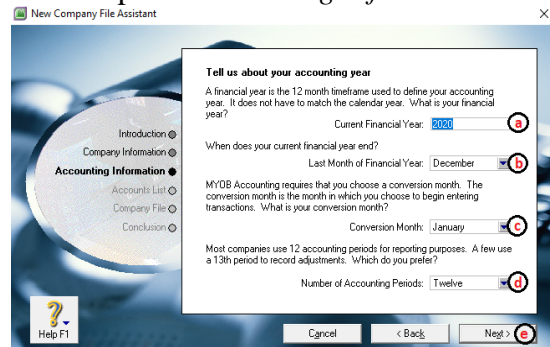 New Company File Assistant
Tell us about your accounting year
A financial year is the 12 month timeframe used to define your accounting
year. It does not have to match the calendar year. What is your financial
year?
Current Financial Year: 2020 a
When does your current financial year end?
Last Month of Financial Year: December b
MYOB Accounting requires that you choose a conversion month. The
conversion month is the month in which you choose to begin entering
transactions. What is your conversion month?
Conversion Month: January c
Most companies use 12 accounting periods for reporting purposes. A few use
a 13th period to record adjustments. Which do you prefer?
Number of Accounting Periods: Twelve d
Introduction
Company Information
Accounting Information
Accounts List
Company File
Conclusion
Help F1
Cancel
< Back
Next > e